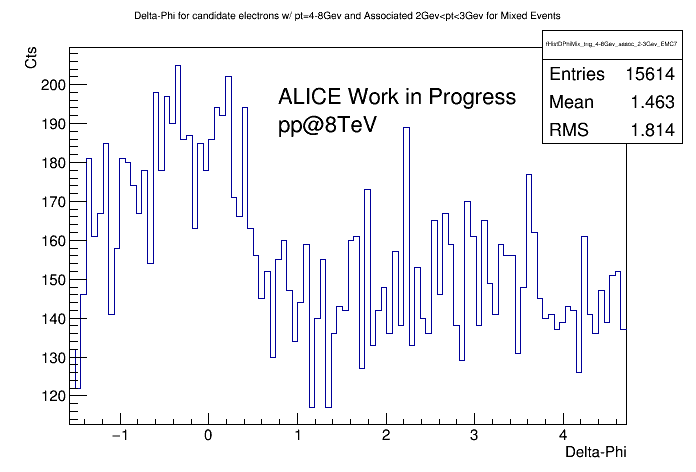 Delta-Phi for candidate electrons w/ pt=4-8Gev and Associated 2Gev<pt<3Gev for Mixed Events
Cts
fHistDPhiMix_trig_4-8Gev_assoc_2-3Gev_EMC7
Entries 15614
Mean 1.463
RMS 1.814
ALICE Work in Progress
pp@8TeV
200
190
180
170
160
150
140
130
120
−1 0 1 2 3 4
Delta-Phi